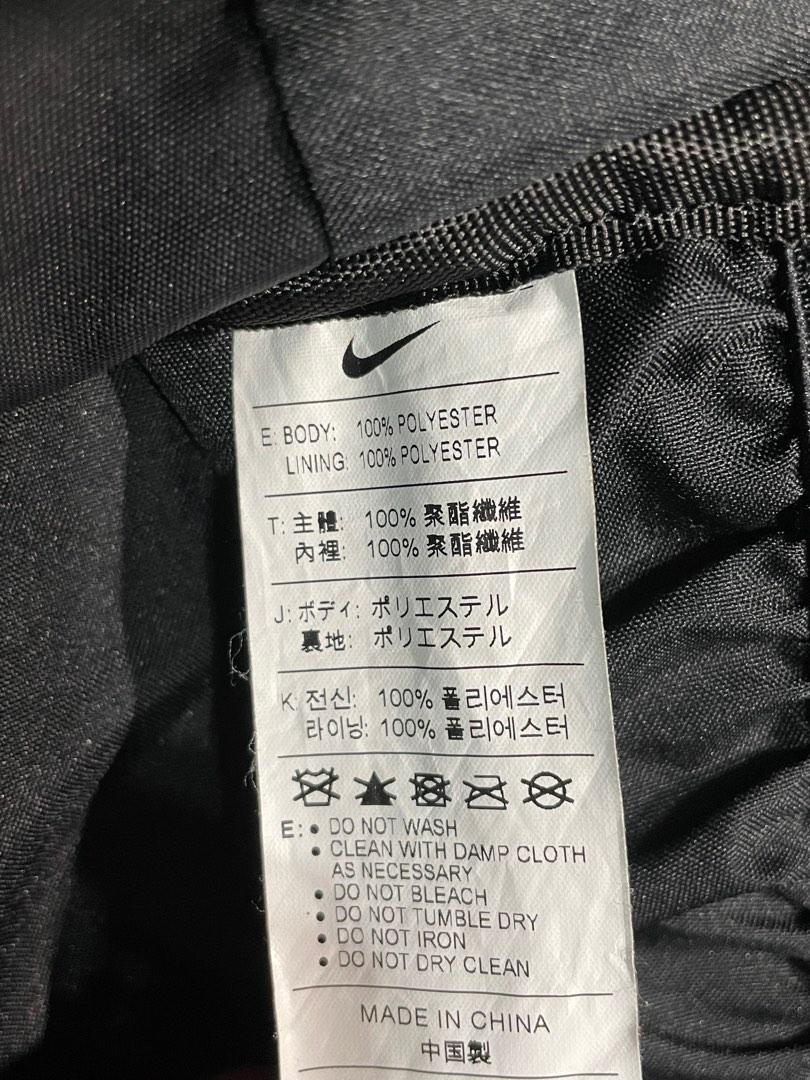 E: BODY: 100% POLYESTER
LINING: 100% POLYESTER
T: 主體: 100% 聚酯纖維
內裡: 100% 聚酯纖維
J: ボディ: ポリエステル
裏地: ポリエステル
K: 전신: 100% 폴리에스터
라이닝: 100% 폴리에스터
E: • DO NOT WASH
• CLEAN WITH DAMP CLOTH
AS NECESSARY
• DO NOT BLEACH
• DO NOT TUMBLE DRY
• DO NOT IRON
• DO NOT DRY CLEAN
MADE IN CHINA
中国製